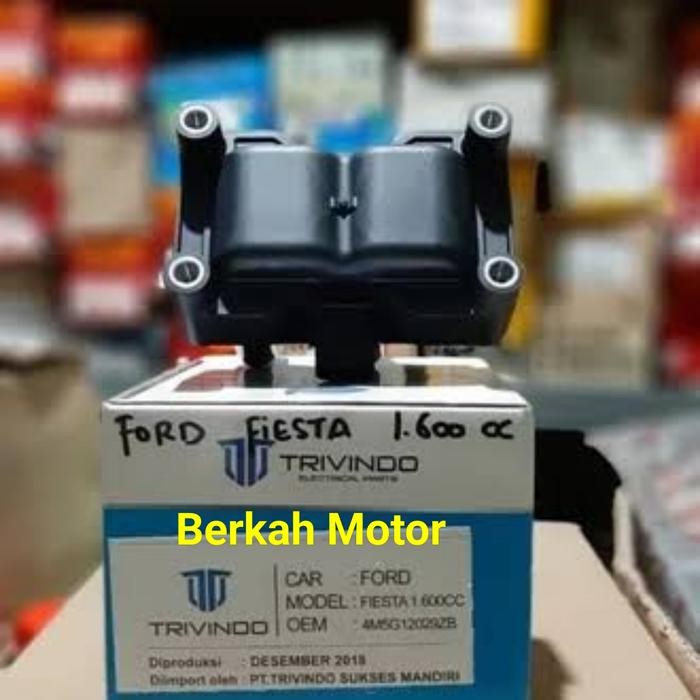 FORD FIESTA 1.600 CC
TRIVINDO
ELECTRICAL PARTS
Berkah Motor
CAR : FORD
MODEL : FIESTA 1.600CC
OEM : 4M5G12029ZB
TRIVINDO
Diproduksi : DESEMBER 2018
Diimport oleh : PT.TRIVINDO SUKSES MANDIRI